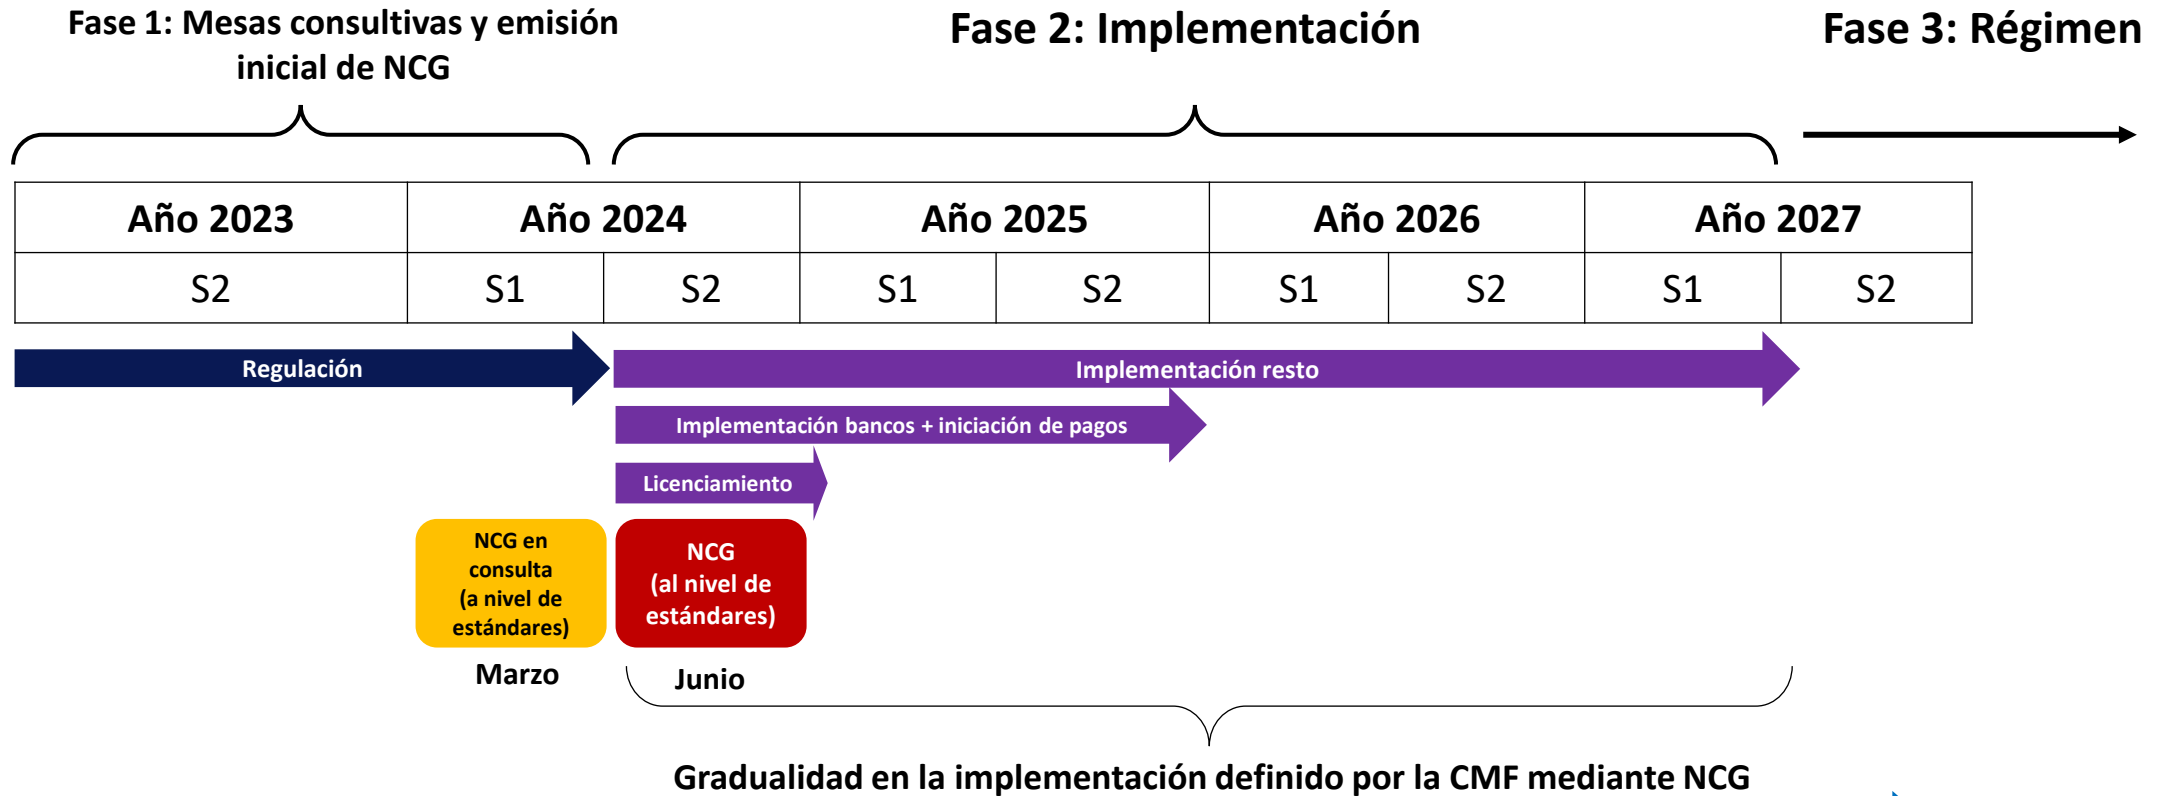 Fase 1: Mesas consultivas y emisión
inicial de NCG
Fase 2: Implementación
Fase 3: Régimen
Año 2023
Año 2024
Año 2025
Año 2026
Año 2027
S2
S1
S2
S1
S2
S1
S2
S1
S2
Regulación
Implementación resto
Implementación bancos + iniciación de pagos
Licenciamiento
NCG en
consulta
(a nivel de
estándares)
NCG
(al nivel de
estándares)
Marzo
Junio
Gradualidad en la implementación definido por la CMF mediante NCG